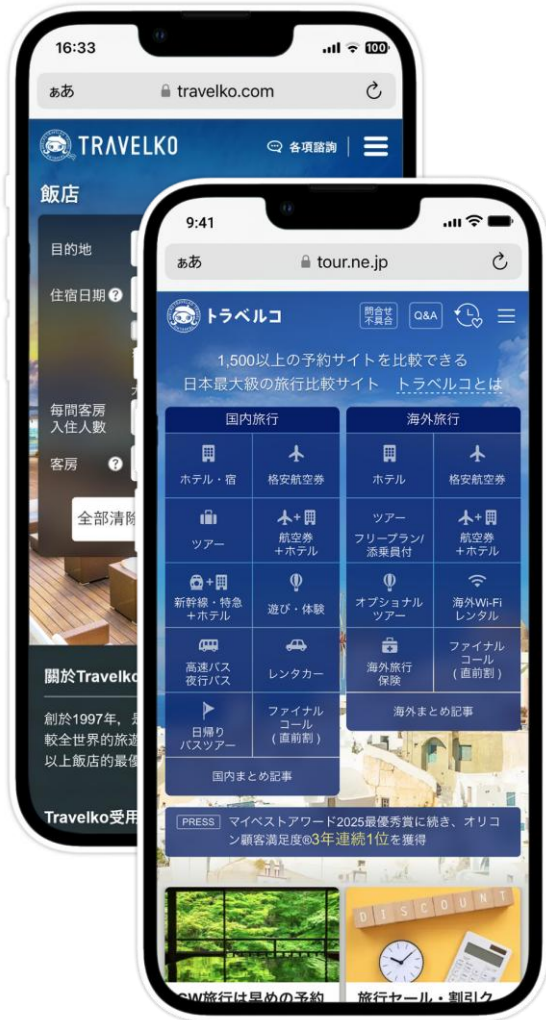 16:33
100
ぁあ
travelko.com
TRAVELKO
各項諮詢
飯店
目的地
住宿日期
每間客房
入住人數
客房
全部清除
關於Travelko
創於1997年,
較全世界的旅遊
以上飯店的最優
Travelko受用
9:41
ぁあ
tour.ne.jp
トラベルコ
問合せ
不具合
Q&A
1,500以上の予約サイトを比較できる
日本最大級の旅行比較サイト トラベルコとは
国内旅行
海外旅行
ホテル・宿
格安航空券
ホテル
格安航空券
ツアー
航空券
+ホテル
ツアー
フリープラン/
添乗員付
航空券
+ホテル
新幹線・特急
+ホテル
遊び・体験
オプショナル
ツアー
海外Wi-Fi
レンタル
高速バス
夜行バス
レンタカー
海外旅行
保険
ファイナル
コール
(直前割)
日帰り
バスツアー
ファイナル
コール
(直前割)
海外まとめ記事
国内まとめ記事
PRESS マイベストアワード2025最優秀賞に続き、オリコ
ン顧客満足度®3年連続1位を獲得
DISCOUNT
GW旅行は早めの予約
旅行セール・割引ク